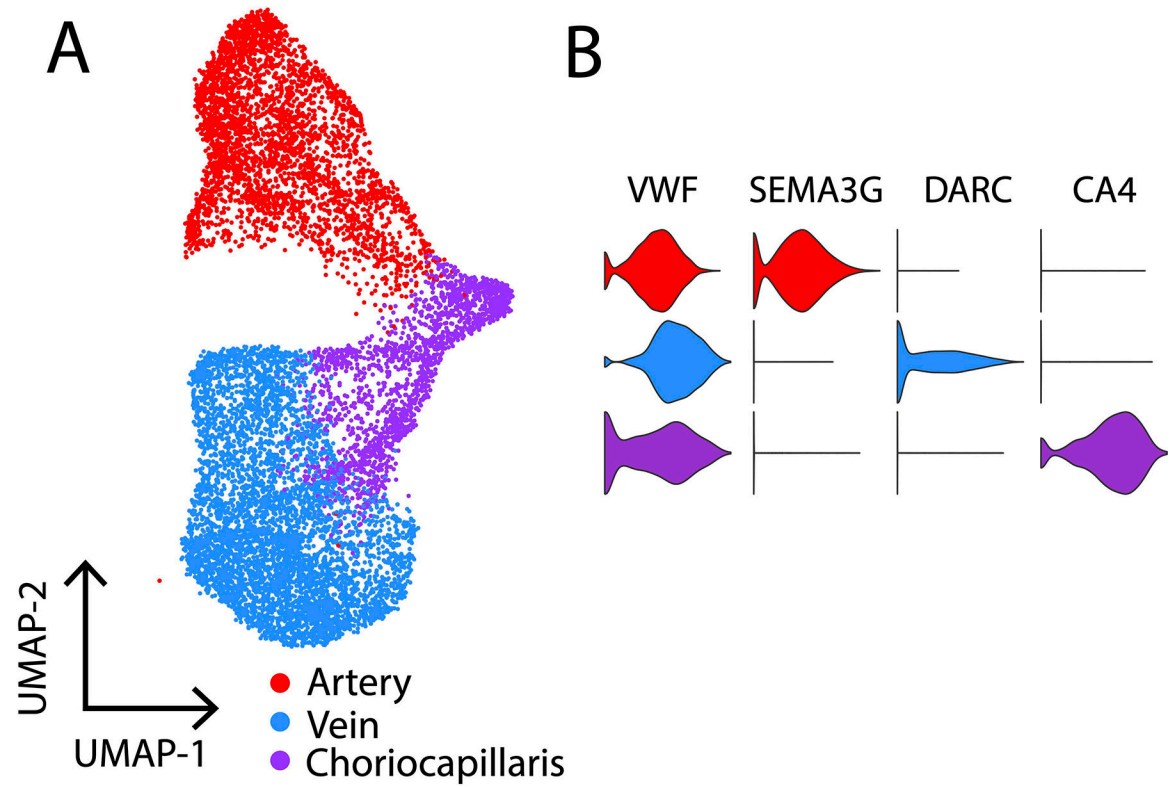 A
UMAP-2
UMAP-1
Artery
Vein
Choriocapillaris
B
VWF SEMA3G DARC CA4